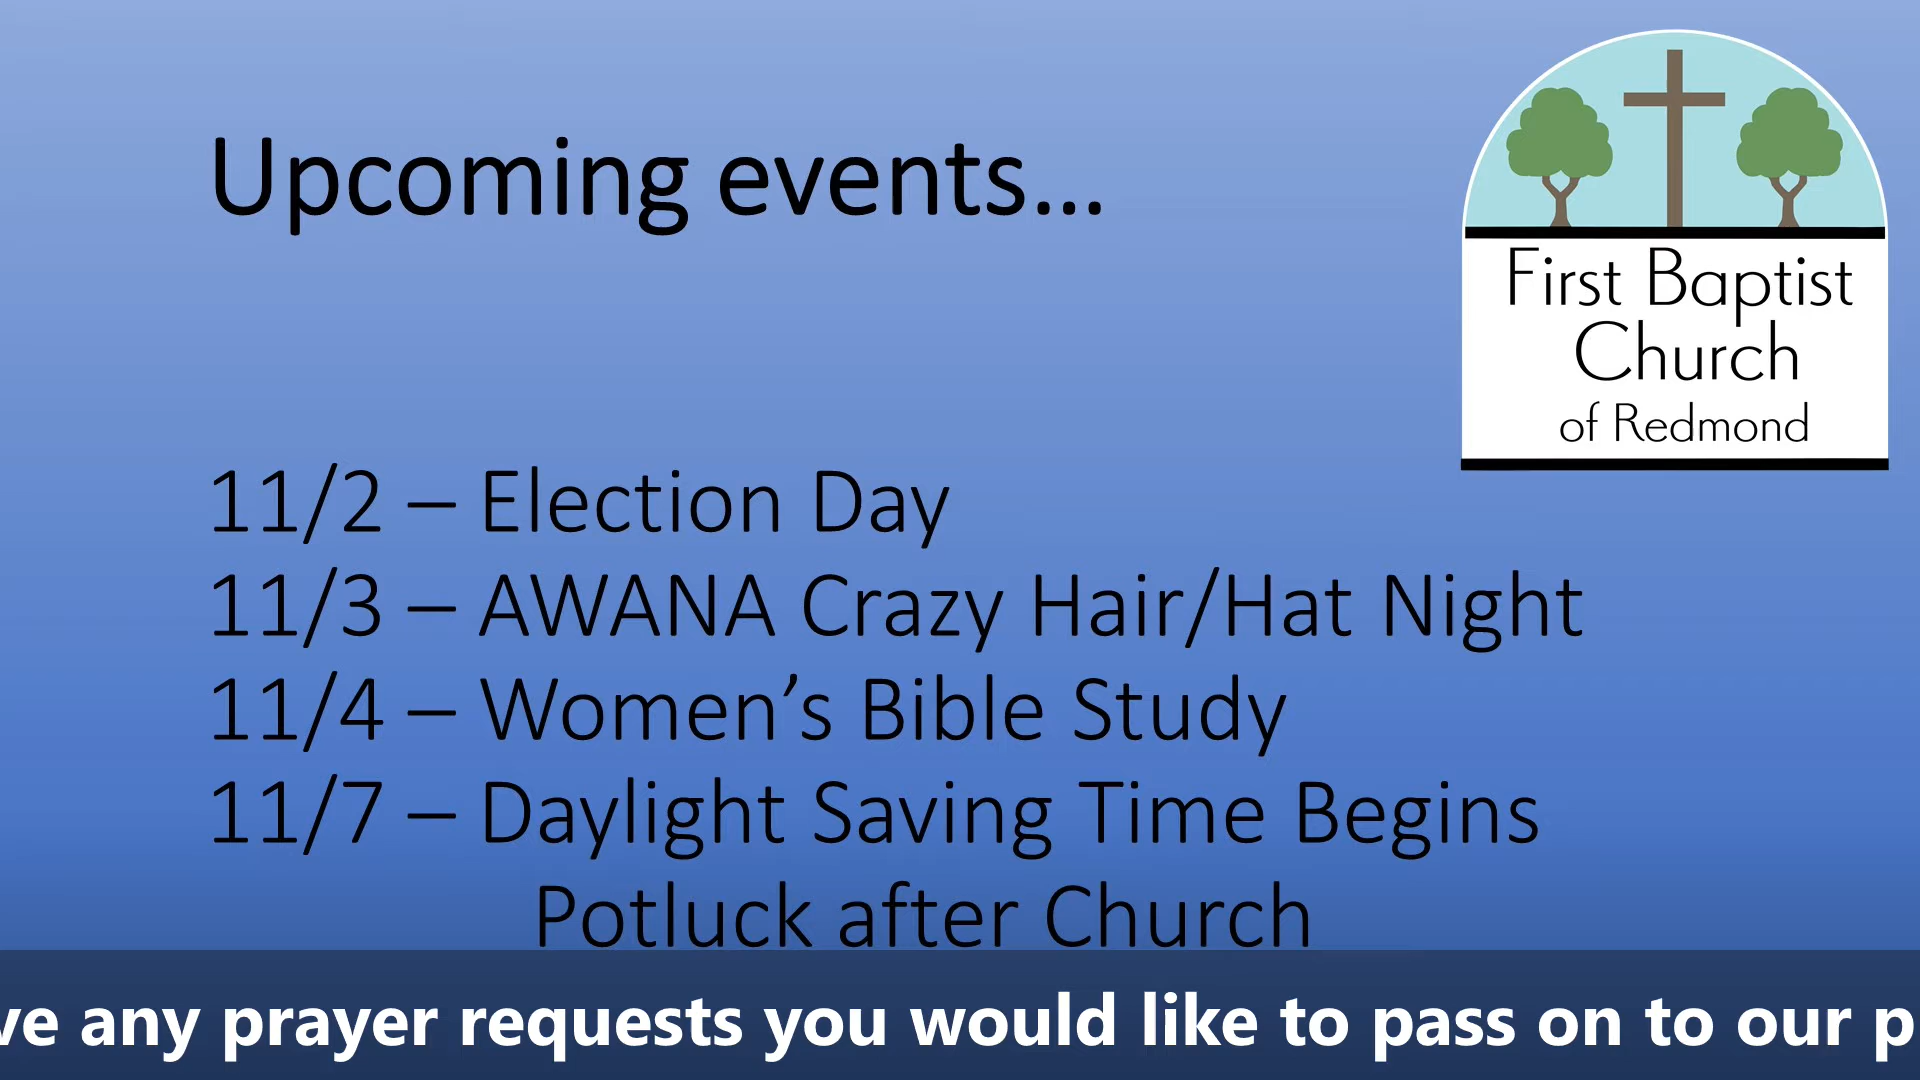 Upcoming events...
First Baptist
Church
of Redmond
11/2 – Election Day
11/3 – AWANA Crazy Hair/Hat Night
11/4 – Women’s Bible Study
11/7 – Daylight Saving Time Begins
Potluck after Church
any prayer requests you would like to pass on to our